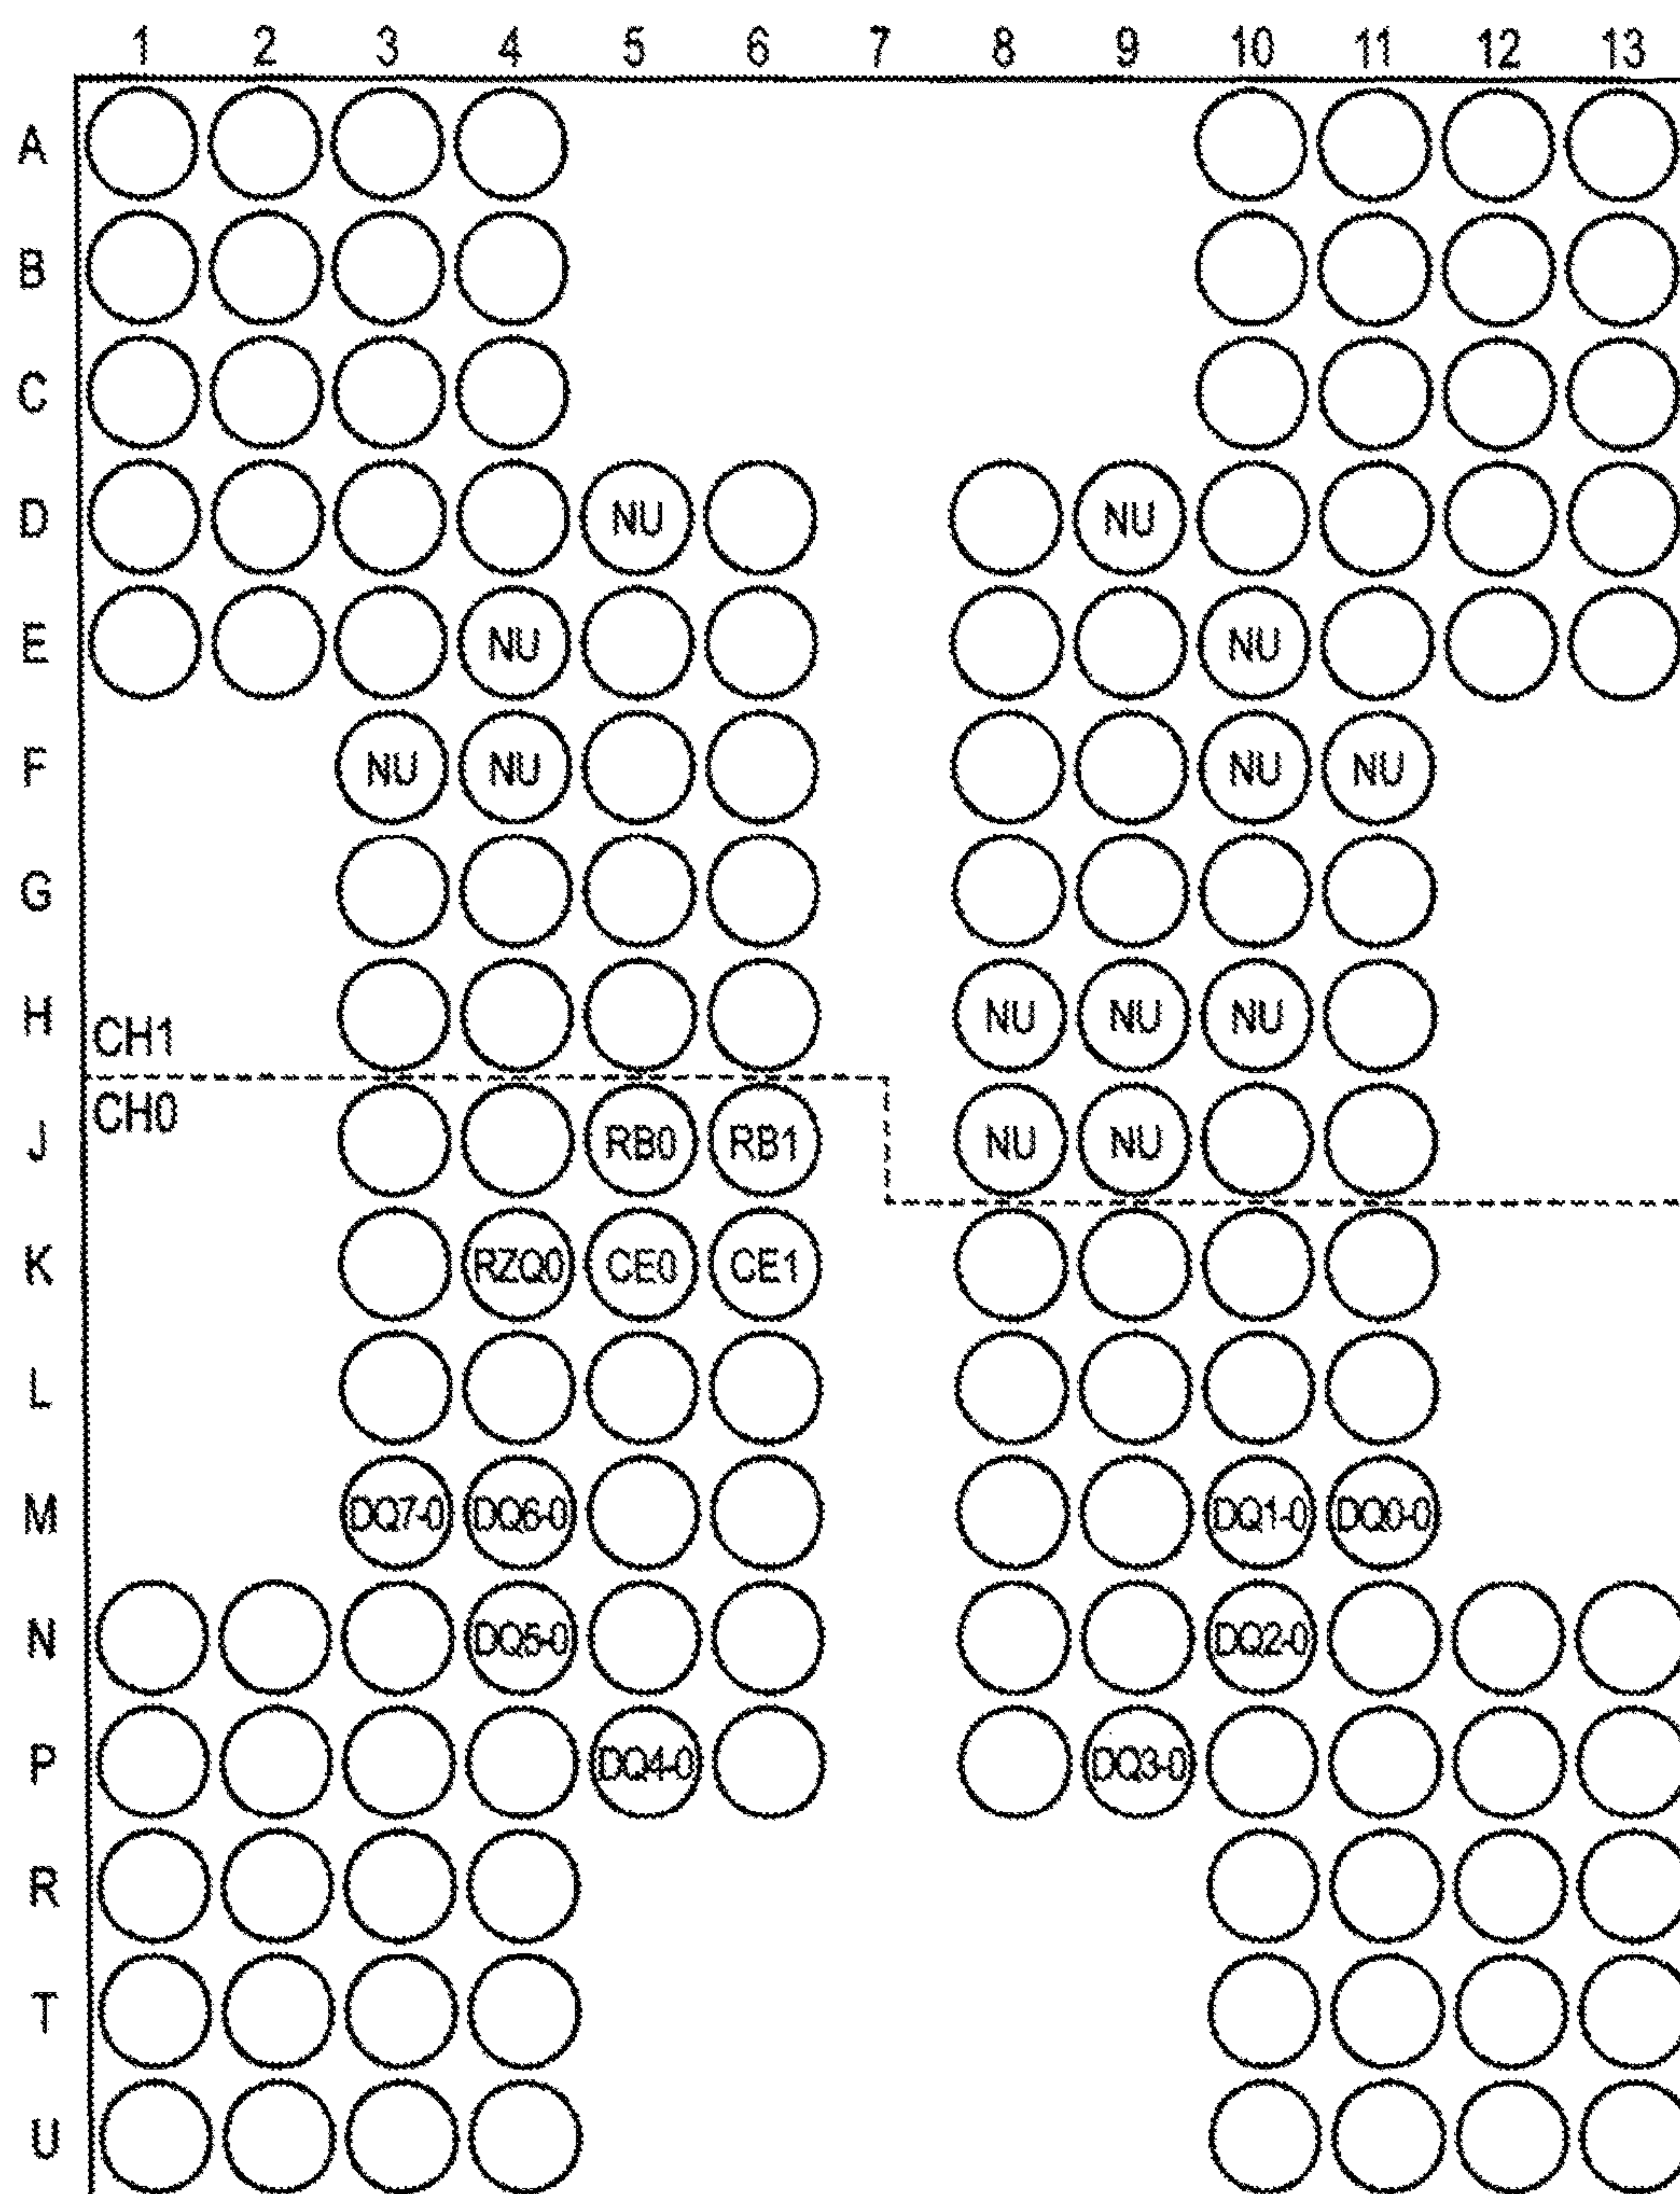 1 2 3 4 5 6 7 8 9 10 11 12 13
A
B
C
D NU NU
E NU NU
F NU NU NU NU
G
H CH1 NU NU NU
J CH0 RB0 RB1 NU NU
K RZQ0 CE0 CE1
L
M DQ7-0 DQ6-0 DQ1-0 DQ0-0
N DQ5-0 DQ2-0
P DQ4-0 DQ3-0
R
T
U